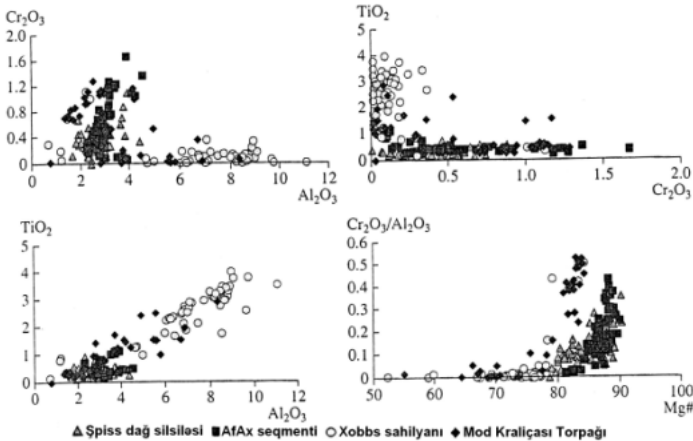 Cr₂O₃
2.0
1.6
1.2
0.8
0.4
0
0 2 4 6 8 10 12
Al₂O₃
TiO₂
5
4
3
2
1
0
0 0.5 1.0 1.5 2.0
Cr₂O₃
TiO₂
5
4
3
2
1
0
0 2 4 6 8 10 12
Al₂O₃
Cr₂O₃/Al₂O₃
0.6
0.5
0.4
0.3
0.2
0.1
0
50 60 70 80 90 100
Mg#
Şpiss dağ silsiləsi AfAx seqmenti Xobbs sahilyanı Mod Kraliçası Torpağı